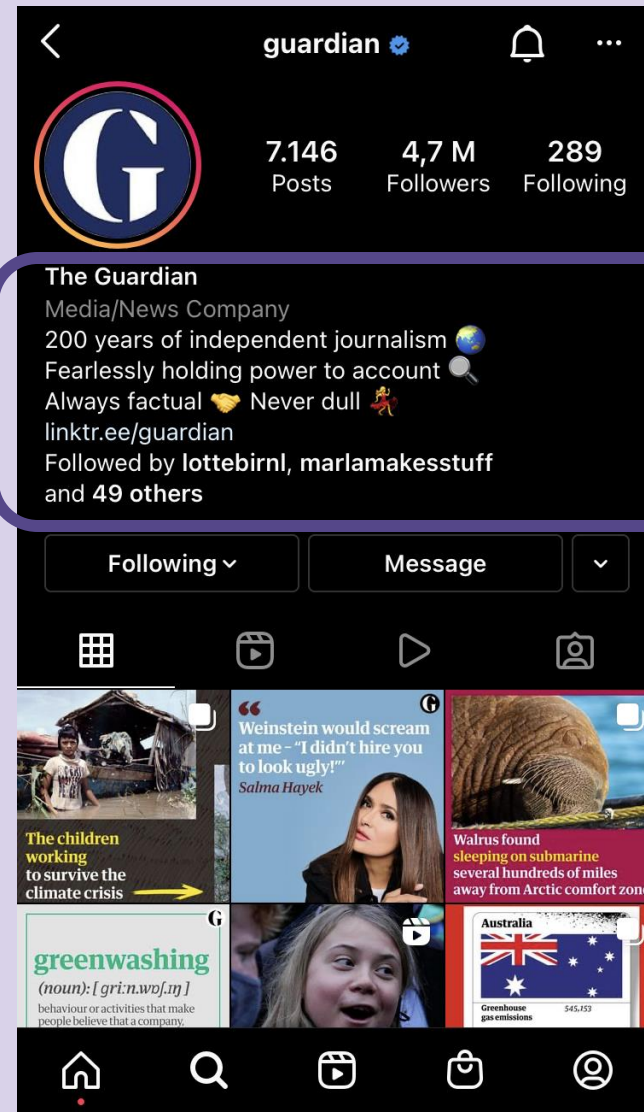 guardian
G
7.146 4,7 M 289
Posts Followers Following
The Guardian
Media/News Company
200 years of independent journalism 🌏
Fearlessly holding power to account 🔍
Always factual 🤝 Never dull 💃
linktr.ee/guardian
Followed by lottebirnl, marlamakesstuff
and 49 others
Following
Message
The children
working
to survive the
climate crisis
G
“
Weinstein would scream
at me – “I didn’t hire you
to look ugly!”’
Salma Hayek
Walrus found
sleeping on submarine
several hundreds of miles
away from Arctic comfort zone
G
greenwashing
(noun): [ gri:n.wɒʃ.ɪŋ ]
behaviour or activities that make
people believe that a company,
Australia
Greenhouse
gas emissions
545,153